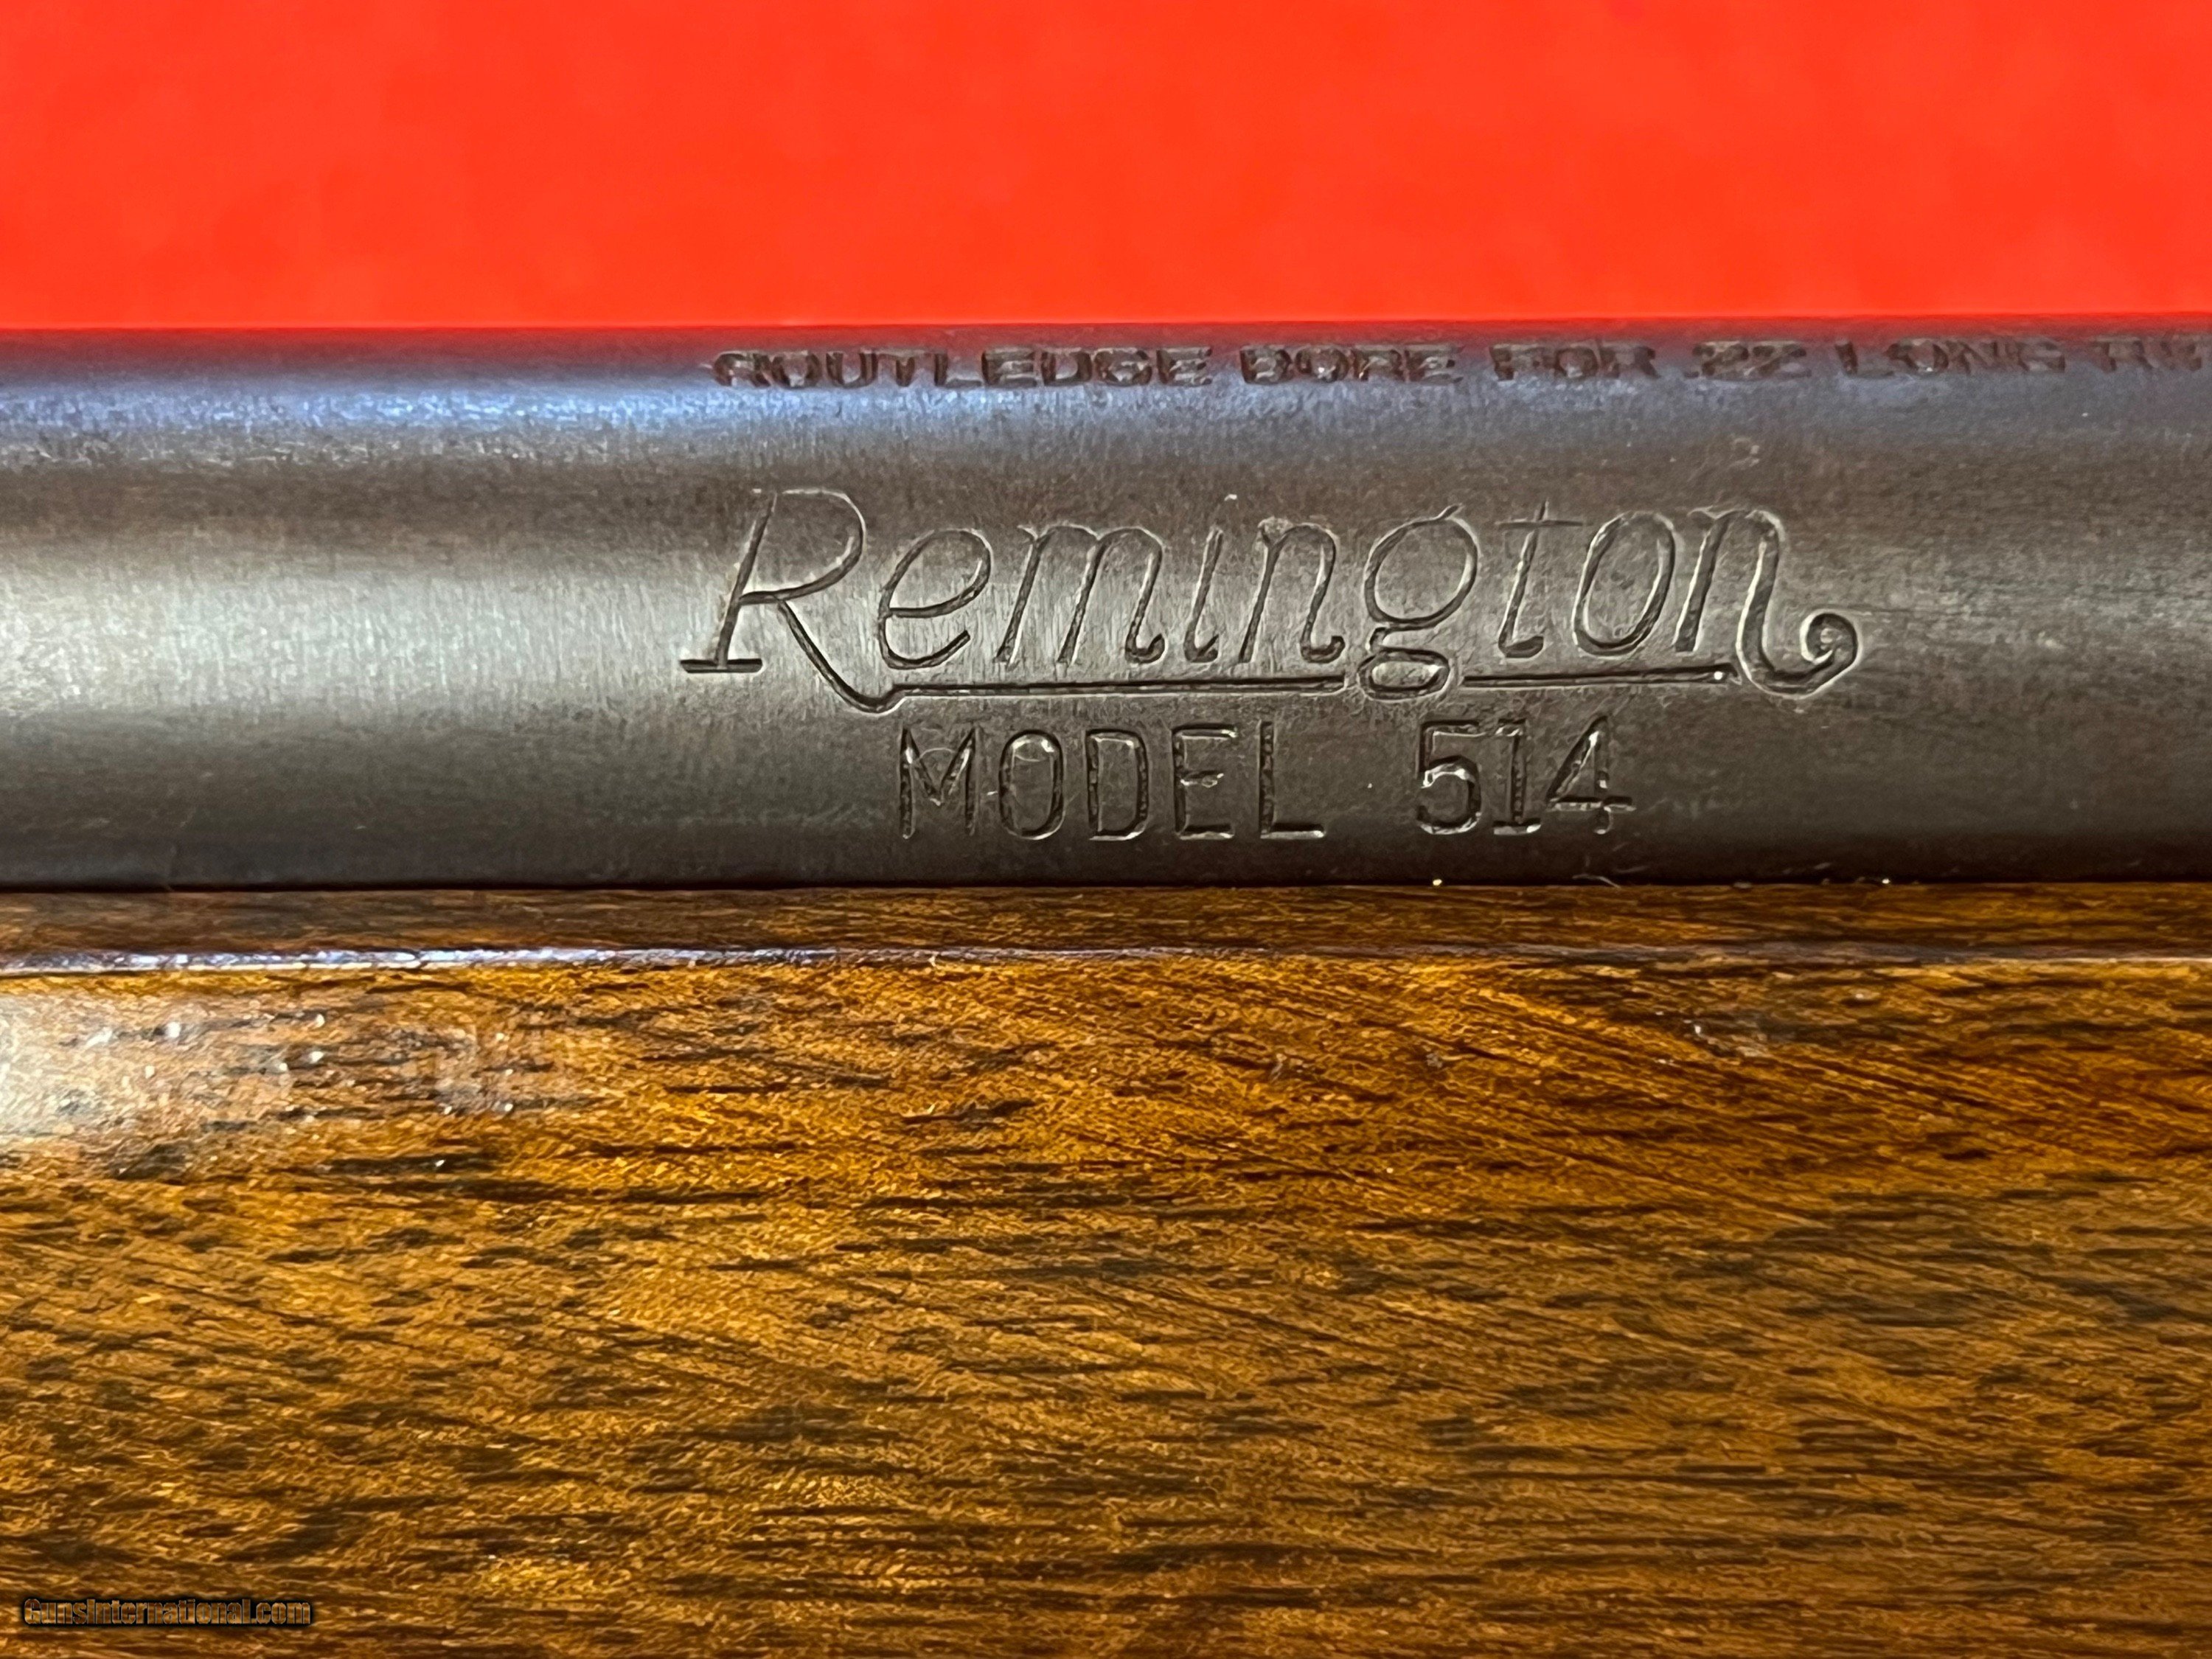 ROUTLEDGE BORE FOR .22 LONG
Remington
MODEL 514
GunsInternational.com